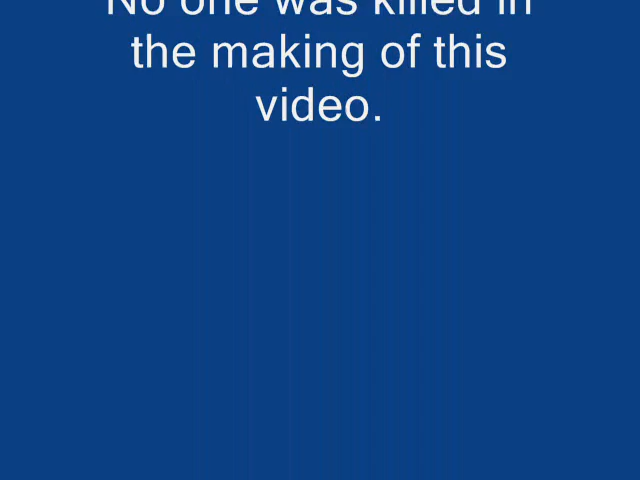 No one was killed in
the making of this
video.